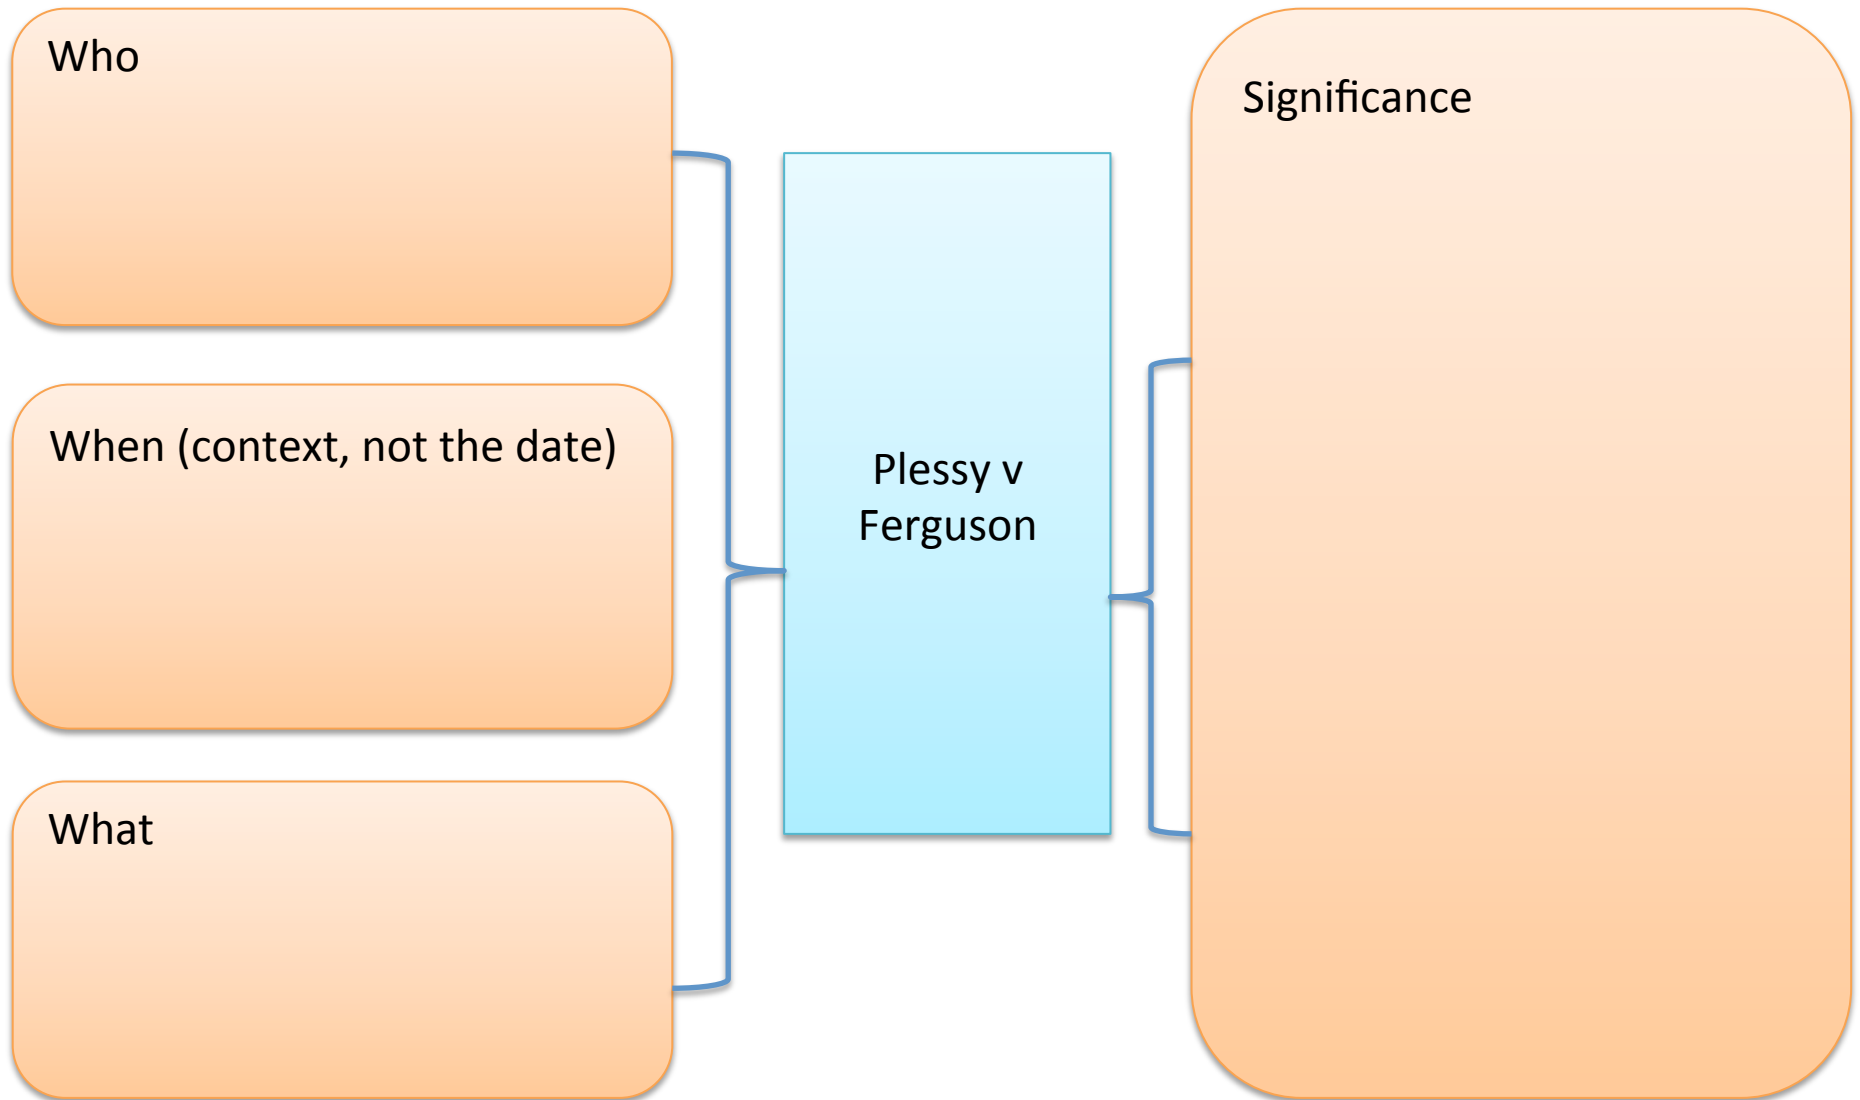 Who
When (context, not the date)
What
Plessy v
Ferguson
Significance